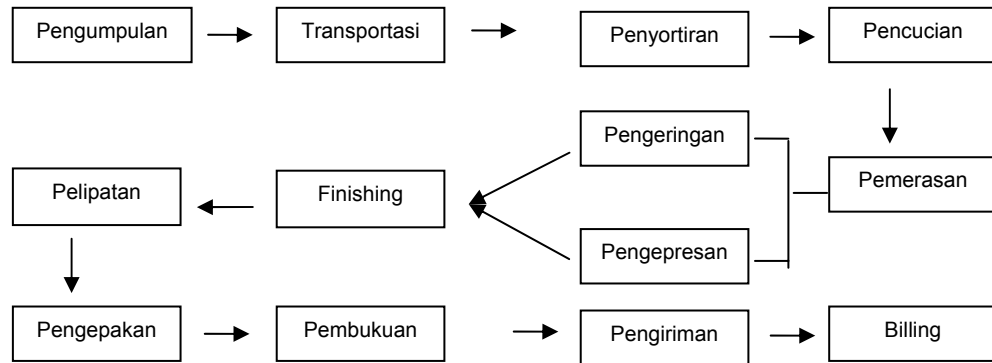 Pengumpulan
Transportasi
Penyortiran
Pencucian
Pengeringan
Pelipatan
Finishing
Pemerasan
Pengepresan
Pengepakan
Pembukuan
Pengiriman
Billing